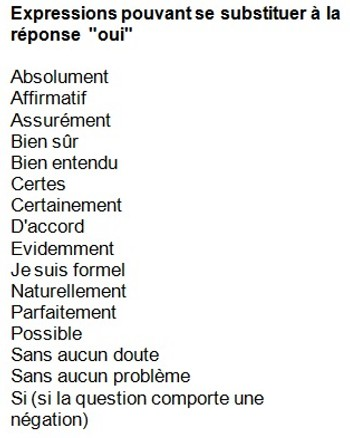 Expressions pouvant se substituer à la
réponse "oui"
Absolument
Affirmatif
Assurément
Bien sûr
Bien entendu
Certes
Certainement
D'accord
Evidemment
Je suis formel
Naturellement
Parfaitement
Possible
Sans aucun doute
Sans aucun problème
Si (si la question comporte une
négation)